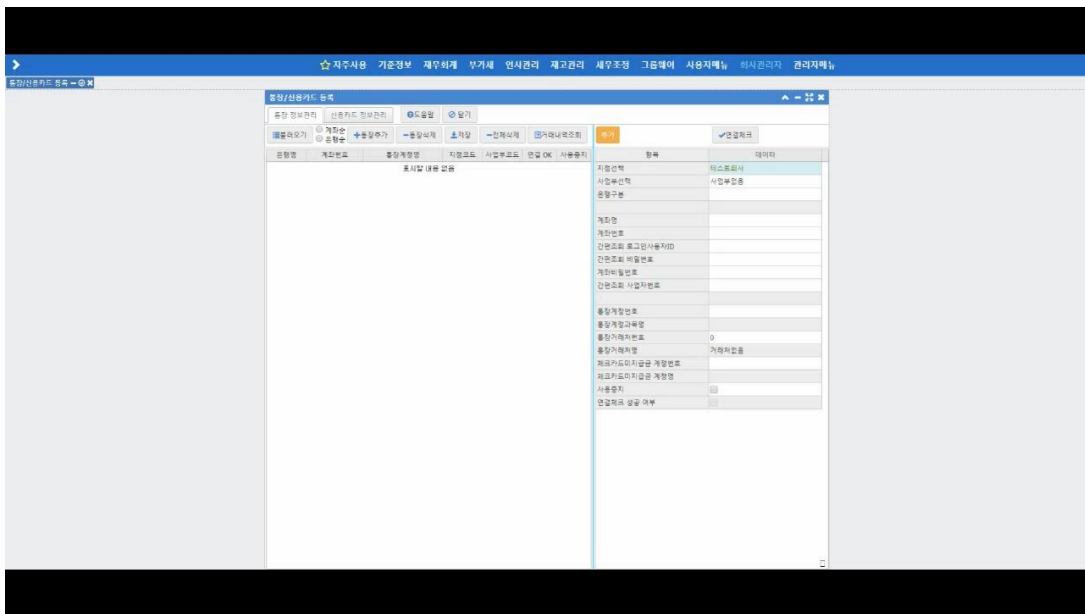 자주사용 기준정보 재무회계 부가세 인사관리 재고관리 세무조정 그룹웨어 사용자메뉴 회사관리자 관리자메뉴
통장/신용카드 등록
통장/신용카드 등록
통장 정보관리 신용카드 정보관리 도움말 닫기
불러오기 계좌순 은행순 통장추가 통장삭제 저장 전체삭제 거래내역조회 추가 연결체크
은행명 계좌번호 통장계정명 지점코드 사업부코드 연결 OK 사용중지 항목 데이타
표시할 내용 없음
지점선택 테스트회사
사업부선택 사업부없음
은행구분
계좌명
계좌번호
간편조회 로그인사용자ID
간편조회 비밀번호
계좌비밀번호
간편조회 사업자번호
통장계정번호
통장계정과목명
통장거래처번호 0
통장거래처명 거래처없음
체크카드미지급금 계정번호
체크카드미지급금 계정명
사용중지
연결체크 성공 여부